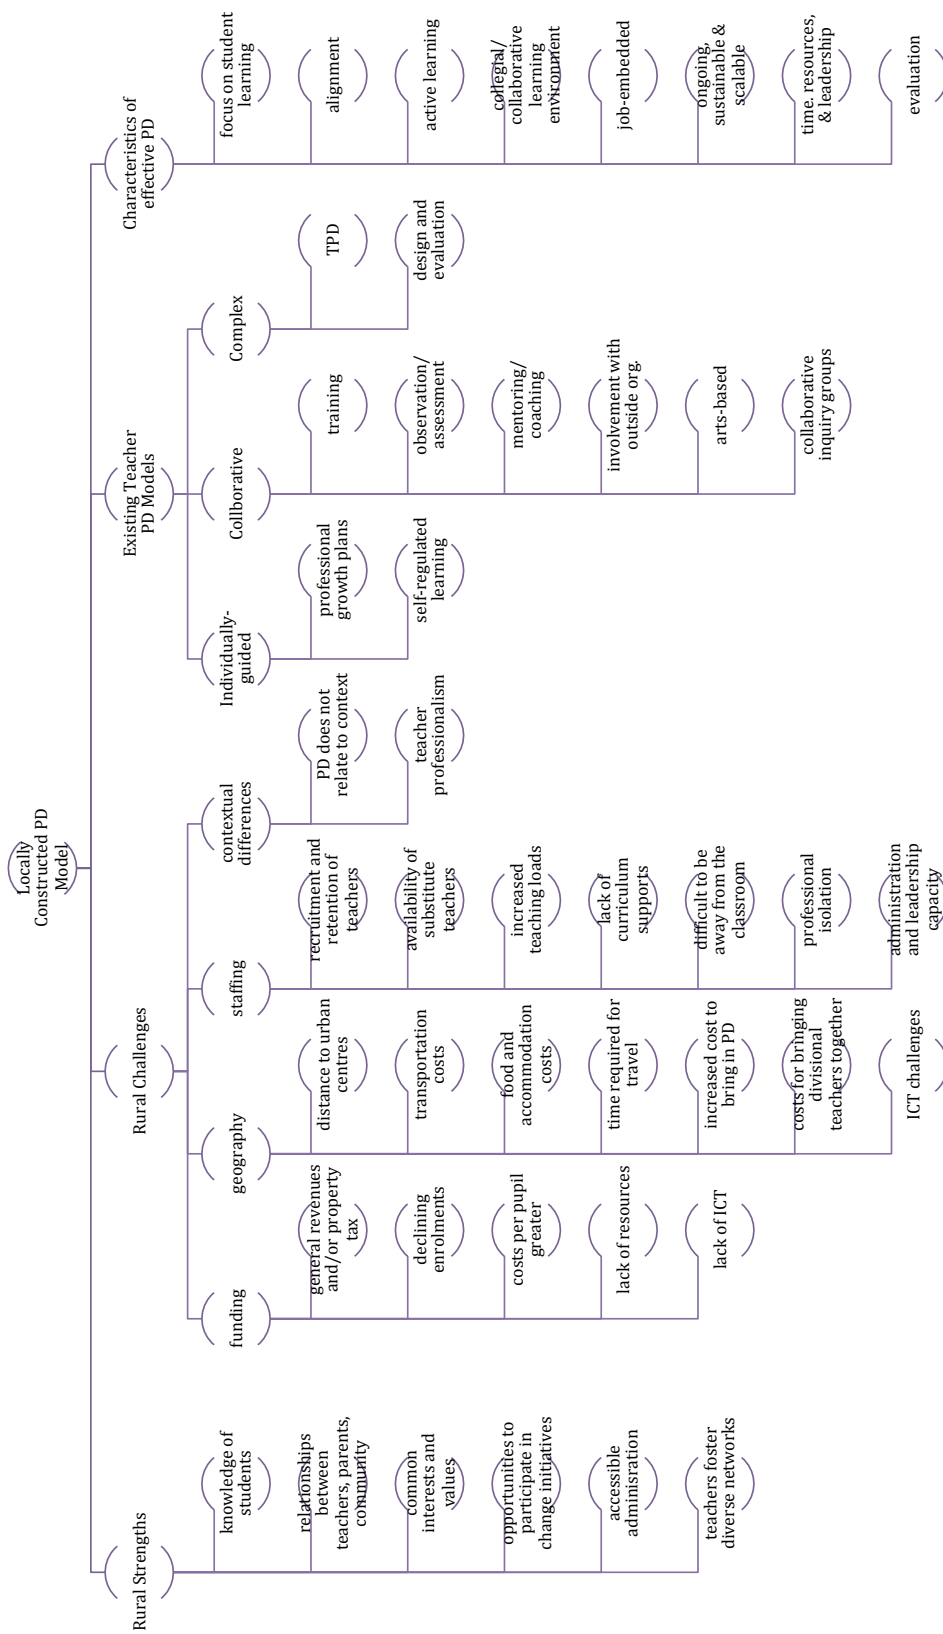 Locally
Constructed PD
Model
Rural Strengths
knowledge of
students
relationships
between
teachers, parents,
community
common
interests and
values
opportunities to
participate in
change initiatives
accessible
adminisration
teachers foster
diverse networks
Rural Challenges
funding
general revenues
and/or property
tax
declining
enrolments
costs per pupil
greater
lack of resources
lack of ICT
geography
distance to urban
centres
transportation
costs
food and
accommodation
costs
time required for
travel
increased cost to
bring in PD
costs for bringing
divisional
teachers together
ICT challenges
staffing
recruitment and
retention of
teachers
availability of
substitute
teachers
increased
teaching loads
lack of
curriculum
supports
difficult to be
away from the
classroom
professional
isolation
administration
and leadership
capacity
contextual
differences
PD does not
relate to context
teacher
professionalism
Existing Teacher
PD Models
Individually-
guided
professional
growth plans
self-regulated
learning
Collborative
training
observation/
assessment
mentoring/
coaching
involvement with
outside org.
arts-based
collaborative
inquiry groups
Complex
TPD
design and
evaluation
Characteristics of
effective PD
focus on student
learning
alignment
active learning
collegial/
collaborative
learning
environment
job-embedded
ongoing,
sustainable &
scalable
time. resources,
& leadership
evaluation